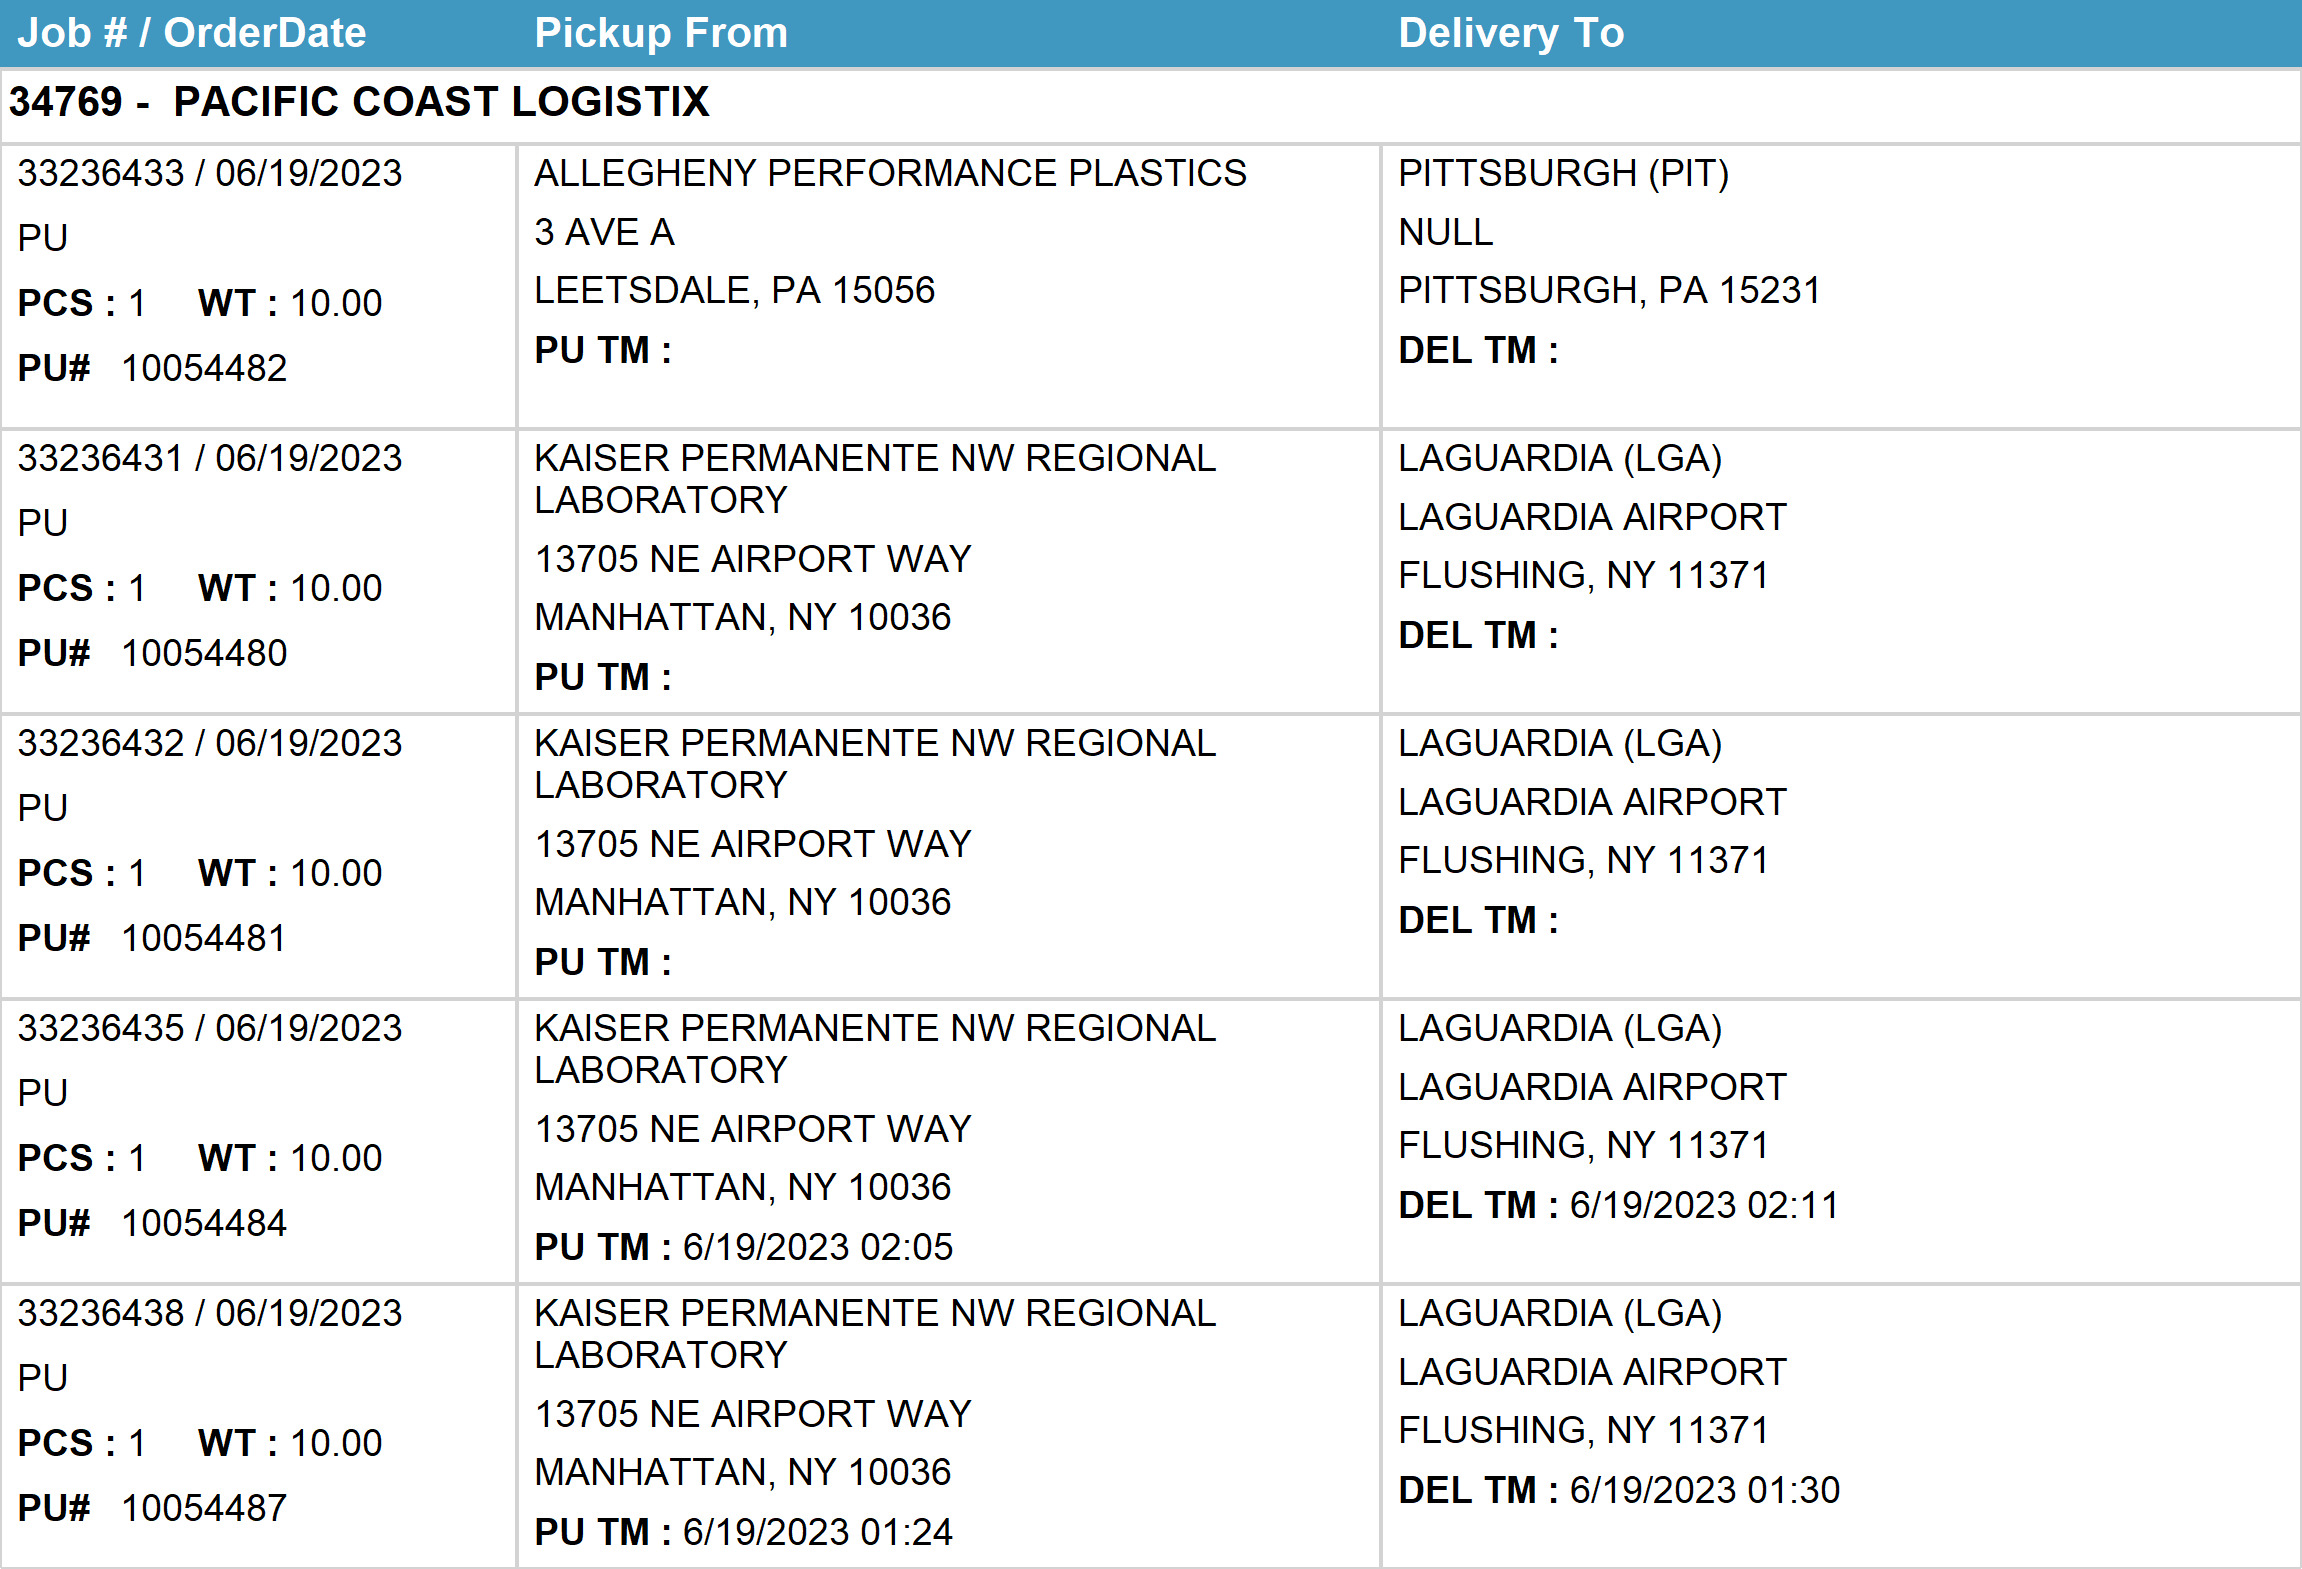 Job # / OrderDate Pickup From Delivery To
34769 - PACIFIC COAST LOGISTIX
33236433 / 06/19/2023
PU
PCS : 1 WT : 10.00
PU# 10054482
ALLEGHENY PERFORMANCE PLASTICS
3 AVE A
LEETSDALE, PA 15056
PU TM :
PITTSBURGH (PIT)
NULL
PITTSBURGH, PA 15231
DEL TM :
33236431 / 06/19/2023
PU
PCS : 1 WT : 10.00
PU# 10054480
KAISER PERMANENTE NW REGIONAL
LABORATORY
13705 NE AIRPORT WAY
MANHATTAN, NY 10036
PU TM :
LAGUARDIA (LGA)
LAGUARDIA AIRPORT
FLUSHING, NY 11371
DEL TM :
33236432 / 06/19/2023
PU
PCS : 1 WT : 10.00
PU# 10054481
KAISER PERMANENTE NW REGIONAL
LABORATORY
13705 NE AIRPORT WAY
MANHATTAN, NY 10036
PU TM :
LAGUARDIA (LGA)
LAGUARDIA AIRPORT
FLUSHING, NY 11371
DEL TM :
33236435 / 06/19/2023
PU
PCS : 1 WT : 10.00
PU# 10054484
KAISER PERMANENTE NW REGIONAL
LABORATORY
13705 NE AIRPORT WAY
MANHATTAN, NY 10036
PU TM : 6/19/2023 02:05
LAGUARDIA (LGA)
LAGUARDIA AIRPORT
FLUSHING, NY 11371
DEL TM : 6/19/2023 02:11
33236438 / 06/19/2023
PU
PCS : 1 WT : 10.00
PU# 10054487
KAISER PERMANENTE NW REGIONAL
LABORATORY
13705 NE AIRPORT WAY
MANHATTAN, NY 10036
PU TM : 6/19/2023 01:24
LAGUARDIA (LGA)
LAGUARDIA AIRPORT
FLUSHING, NY 11371
DEL TM : 6/19/2023 01:30